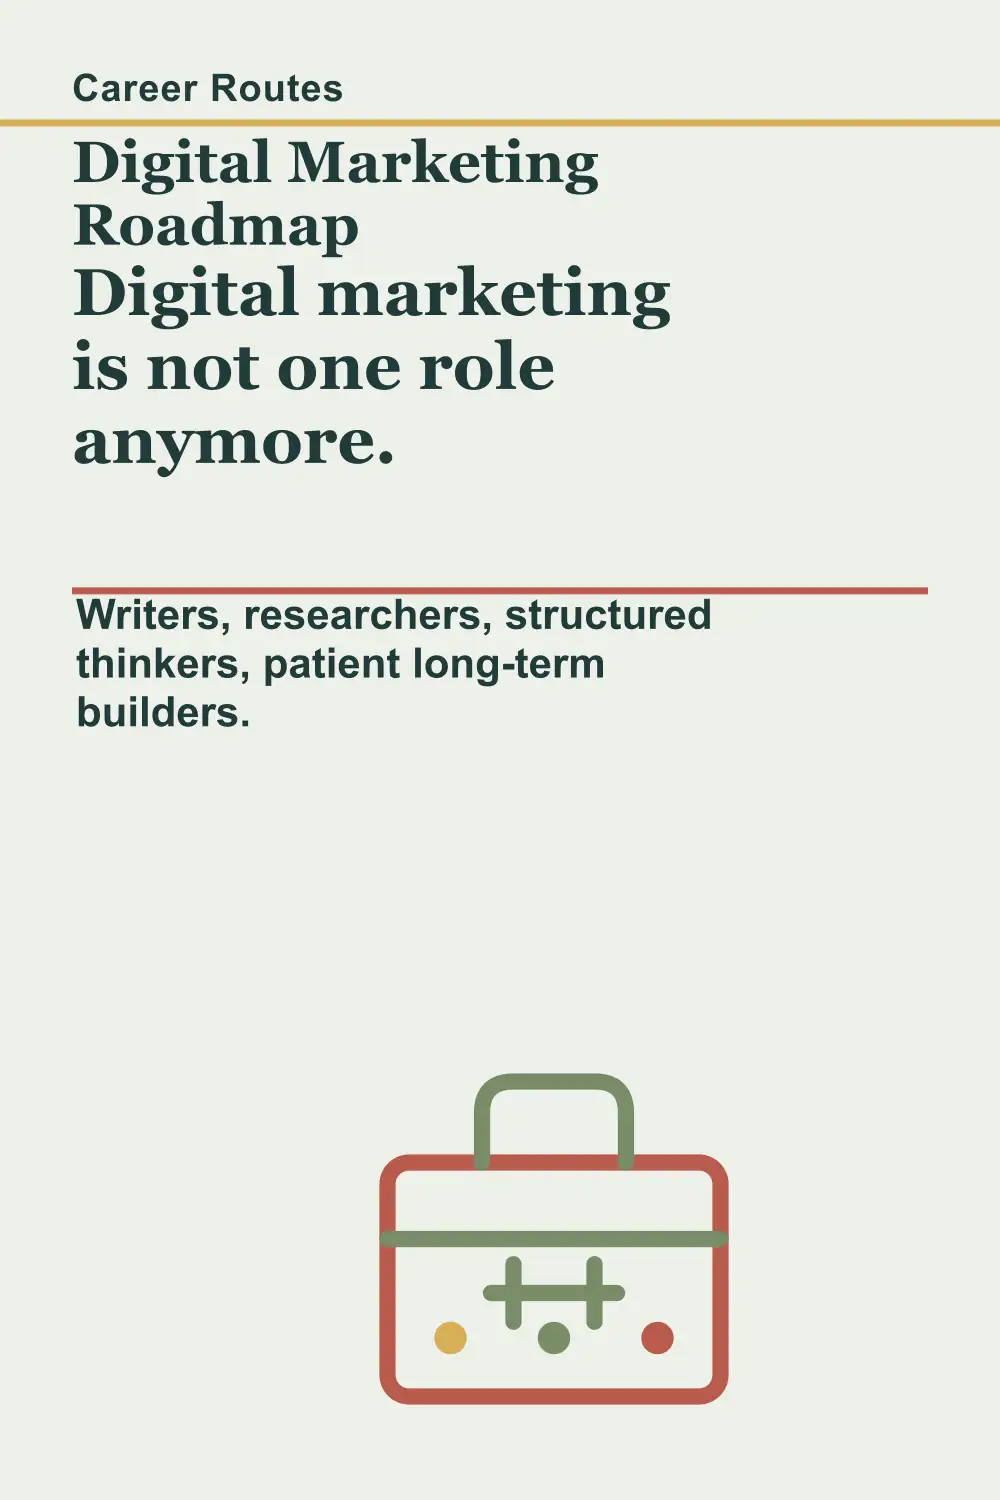 Career Routes
Digital Marketing
Roadmap
Digital marketing
is not one role
anymore.
Writers, researchers, structured
thinkers, patient long-term
builders.